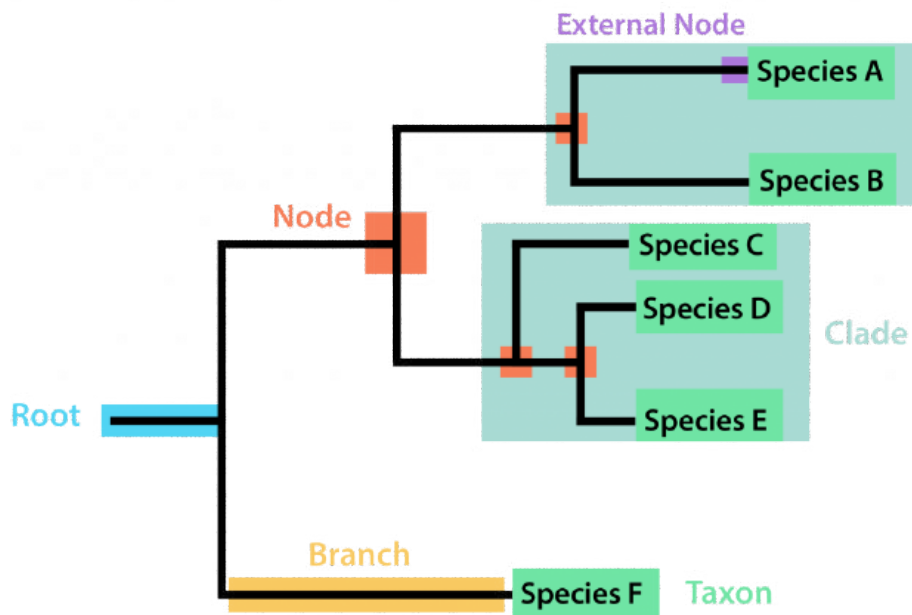 External Node
Species A
Species B
Node
Species C
Species D
Clade
Species E
Root
Branch
Species F
Taxon